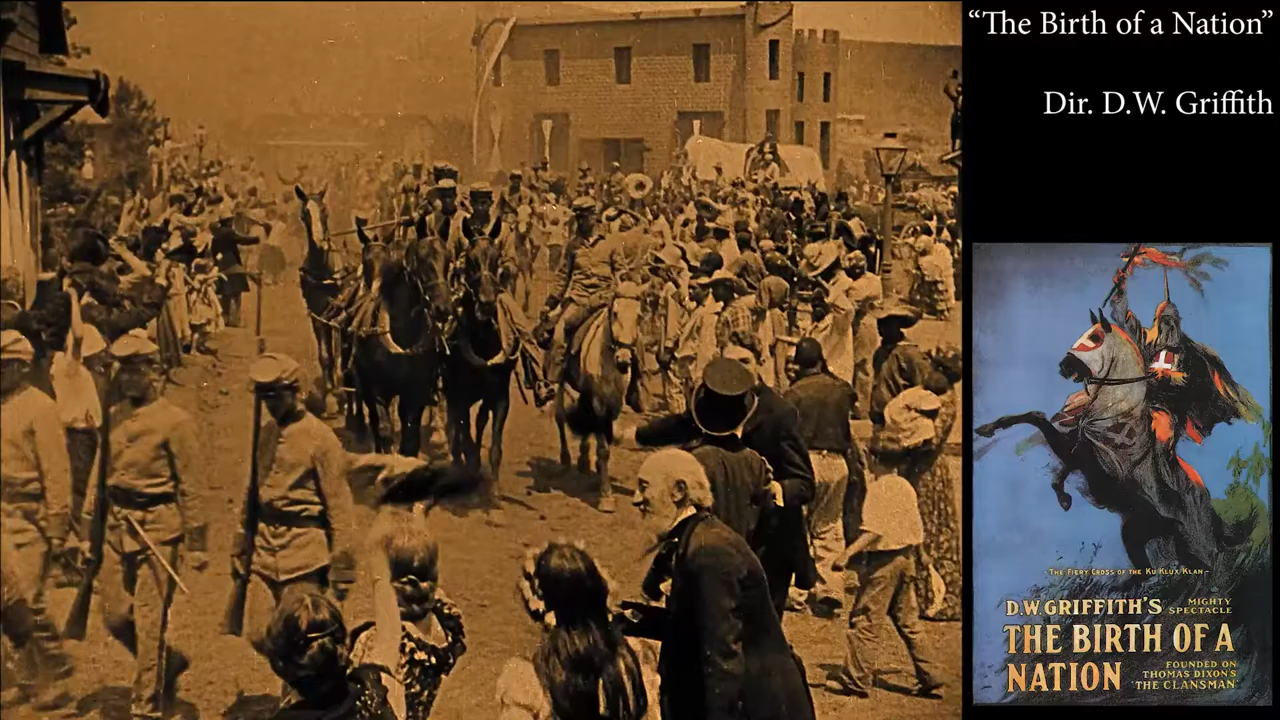 “The Birth of a Nation”
Dir. D.W. Griffith
-The Fiery Cross of the Ku Klux Klan-
D.W. GRIFFITH'S MIGHTY SPECTACLE
THE BIRTH OF A
NATION FOUNDED ON THOMAS DIXON'S 'THE CLANSMAN'